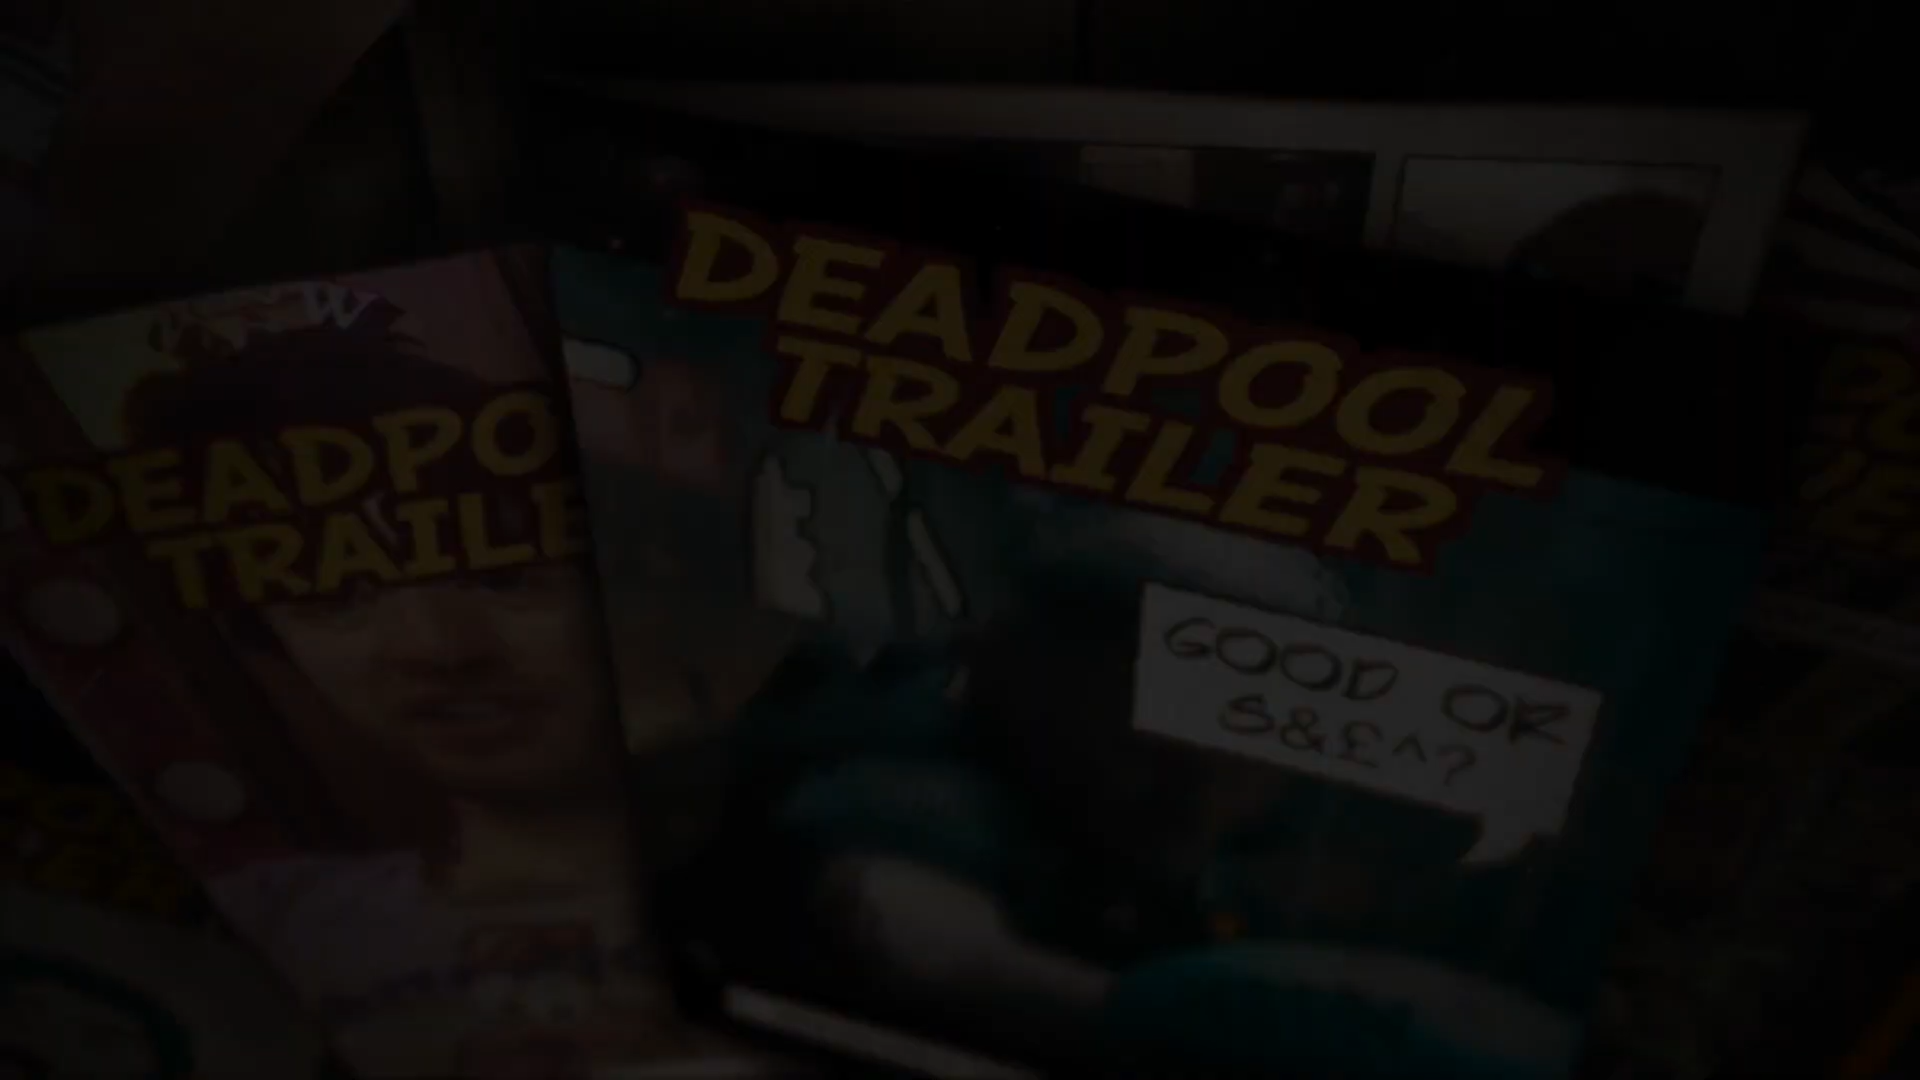 DEADPOOL
TRAILER
GOOD OR
S&£^?
DEADPO
TRAILE